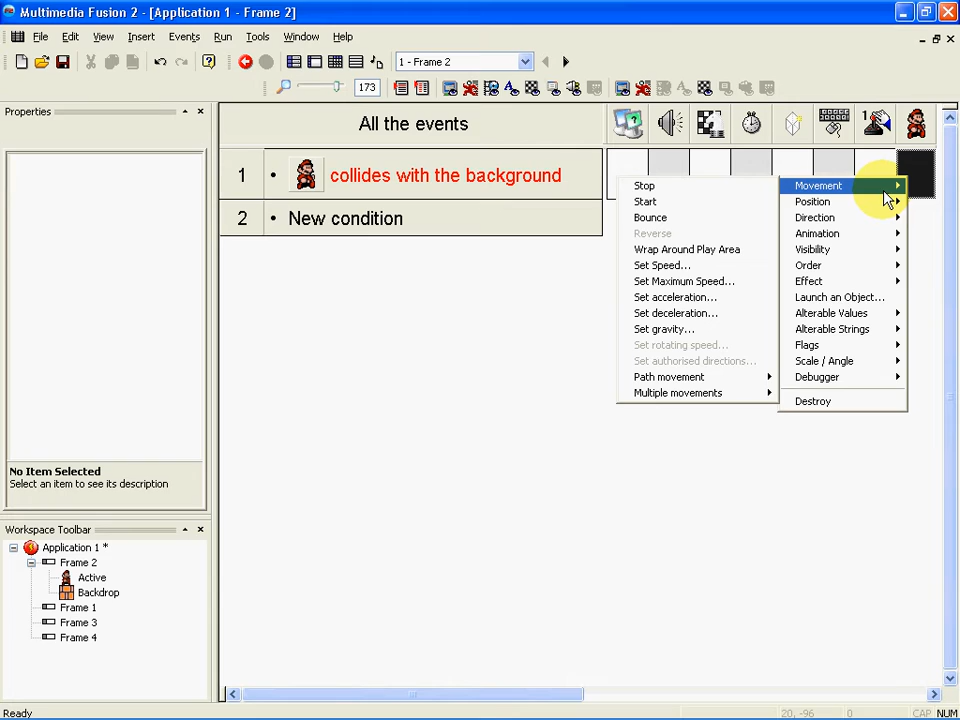 Multimedia Fusion 2 - [Application 1 - Frame 2]
File Edit View Insert Events Run Tools Window Help
1 - Frame 2
173
Properties
All the events
1 • collides with the background
2 • New condition
Stop
Start
Bounce
Reverse
Wrap Around Play Area
Set Speed...
Set Maximum Speed...
Set acceleration...
Set deceleration...
Set gravity...
Set rotating speed...
Set authorised directions...
Path movement
Multiple movements
Movement
Position
Direction
Animation
Visibility
Order
Effect
Launch an Object...
Alterable Values
Alterable Strings
Flags
Scale / Angle
Debugger
Destroy
No Item Selected
Select an item to see its description
Workspace Toolbar
Application 1 *
Frame 2
Active
Backdrop
Frame 1
Frame 3
Frame 4
Ready
20, -96 0 CAP NUM